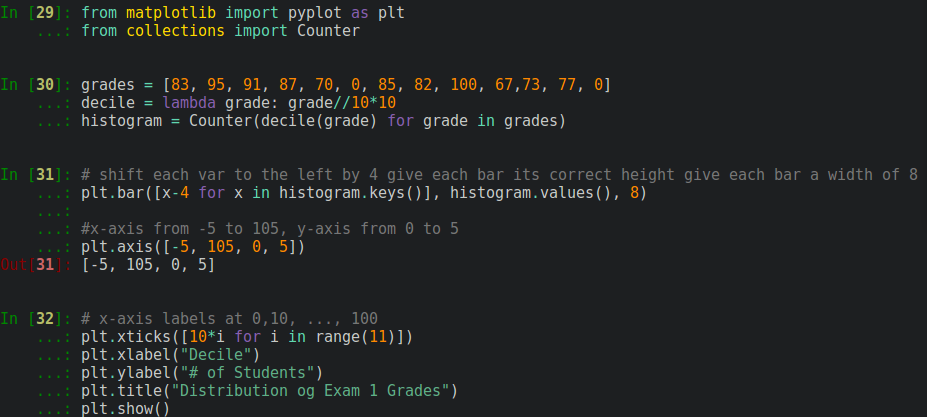 In [29]: from matplotlib import pyplot as plt
    ...: from collections import Counter
In [30]: grades = [83, 95, 91, 87, 70, 0, 85, 82, 100, 67,73, 77, 0]
    ...: decile = lambda grade: grade//10*10
    ...: histogram = Counter(decile(grade) for grade in grades)
In [31]: # shift each var to the left by 4 give each bar its correct height give each bar a width of 8
    ...: plt.bar([x-4 for x in histogram.keys()], histogram.values(), 8)
    ...:
    ...: #x-axis from -5 to 105, y-axis from 0 to 5
    ...: plt.axis([-5, 105, 0, 5])
Out[31]: [-5, 105, 0, 5]
In [32]: # x-axis labels at 0,10, ..., 100
    ...: plt.xticks([10*i for i in range(11)])
    ...: plt.xlabel("Decile")
    ...: plt.ylabel("# of Students")
    ...: plt.title("Distribution og Exam 1 Grades")
    ...: plt.show()